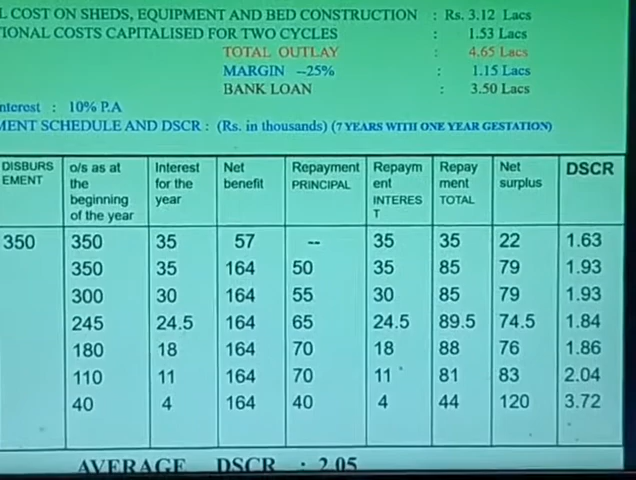 L COST ON SHEDS, EQUIPMENT AND BED CONSTRUCTION : Rs. 3.12 Lacs
IONAL COSTS CAPITALISED FOR TWO CYCLES : 1.53 Lacs
TOTAL OUTLAY : 4.65 Lacs
MARGIN --25% : 1.15 Lacs
BANK LOAN : 3.50 Lacs
nterest : 10% P.A
MENT SCHEDULE AND DSCR : (Rs. in thousands) (7 YEARS WITH ONE YEAR GESTATION)
DISBURS EMENT o/s as at the beginning of the year Interest for the year Net benefit Repayment PRINCIPAL Repaym ent INTERES T Repay ment TOTAL Net surplus DSCR
350 350 35 57 -- 35 35 22 1.63
350 35 164 50 35 85 79 1.93
300 30 164 55 30 85 79 1.93
245 24.5 164 65 24.5 89.5 74.5 1.84
180 18 164 70 18 88 76 1.86
110 11 164 70 11 81 83 2.04
40 4 164 40 4 44 120 3.72
AVERAGE DSCR : 2.05